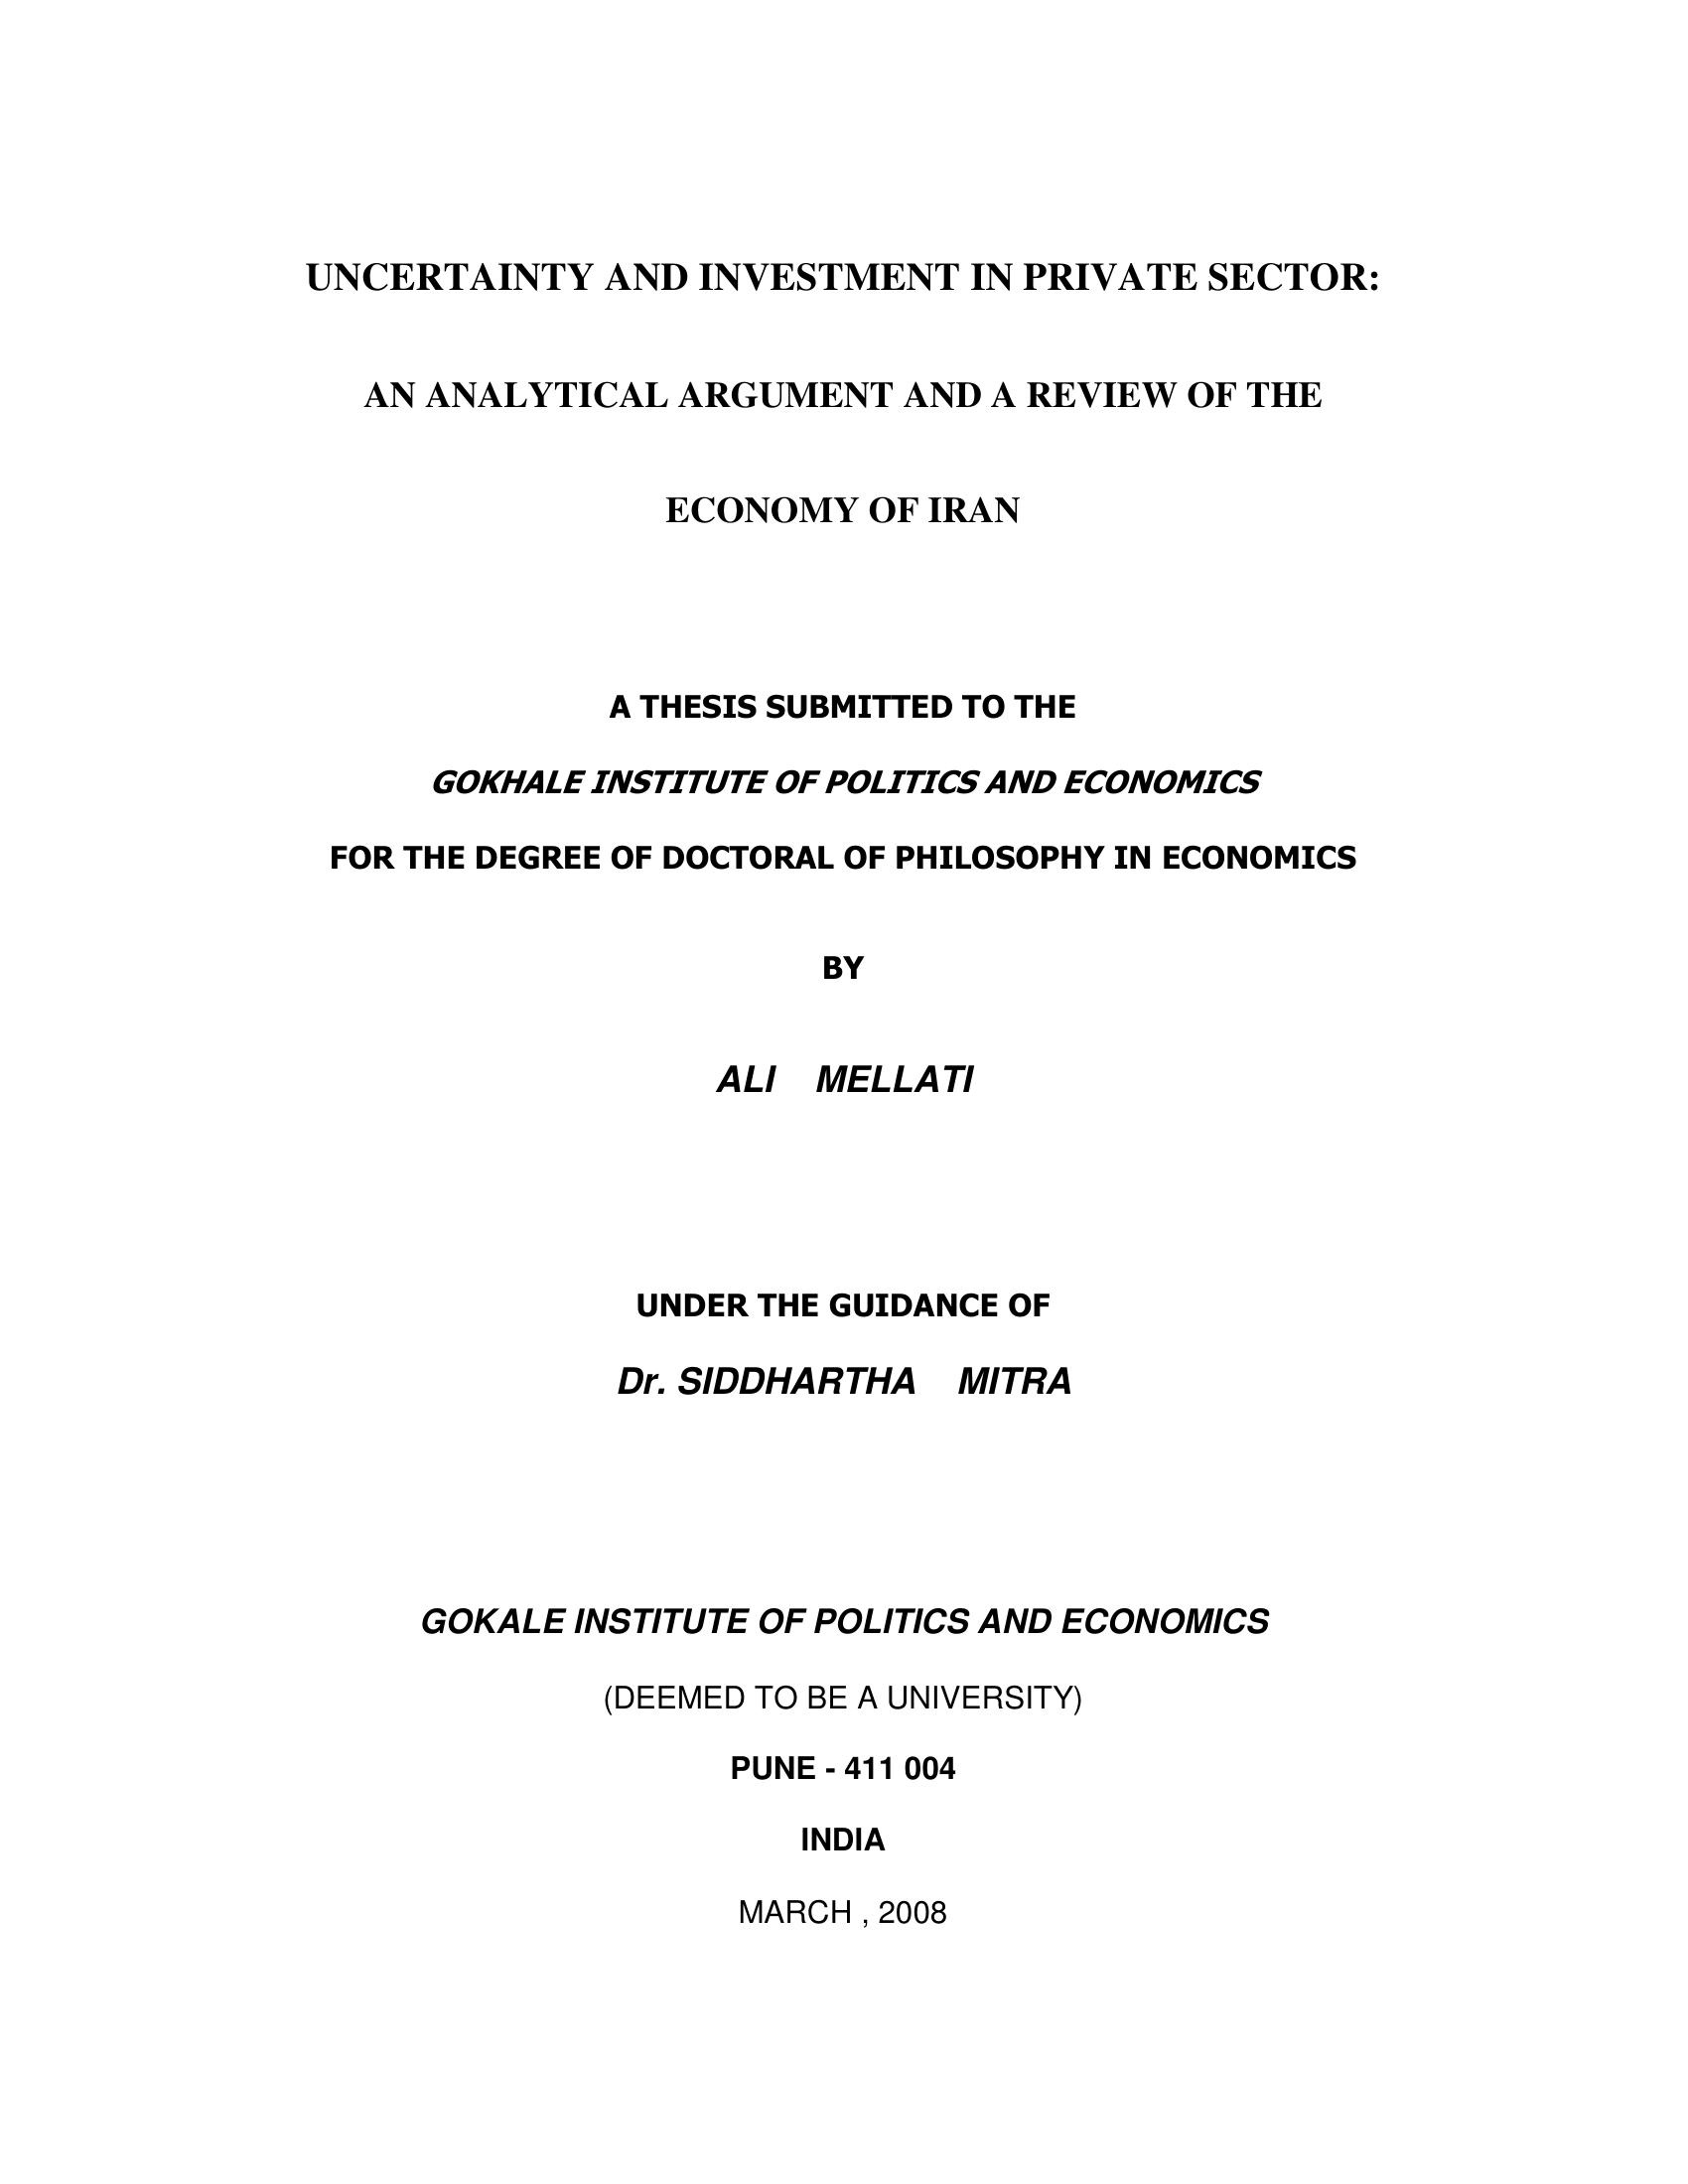 UNCERTAINTY AND INVESTMENT IN PRIVATE SECTOR:
AN ANALYTICAL ARGUMENT AND A REVIEW OF THE
ECONOMY OF IRAN
A THESIS SUBMITTED TO THE
GOKHALE INSTITUTE OF POLITICS AND ECONOMICS
FOR THE DEGREE OF DOCTORAL OF PHILOSOPHY IN ECONOMICS
BY
ALI MELLATI
UNDER THE GUIDANCE OF
Dr. SIDDHARTHA MITRA
GOKALE INSTITUTE OF POLITICS AND ECONOMICS
(DEEMED TO BE A UNIVERSITY)
PUNE - 411 004
INDIA
MARCH , 2008